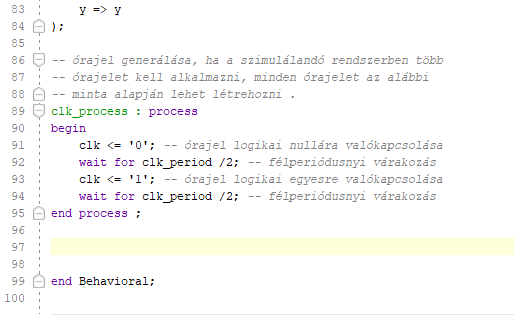 83 y => y
84 );
85
86 -- órajel generálása, ha a szimulálandó rendszerben több
87 -- órajelet kell alkalmazni, minden órajelet az alábbi
88 -- minta alapján lehet létrehozni .
89 clk_process : process
90 begin
91 clk <= '0'; -- órajel logikai nullára valókapcsolása
92 wait for clk_period /2; -- félperiódusnyi várakozás
93 clk <= '1'; -- órajel logikai egyesre valókapcsolása
94 wait for clk_period /2; -- félperiódusnyi várakozás
95 end process ;
96
97
98
99 end Behavioral;
100